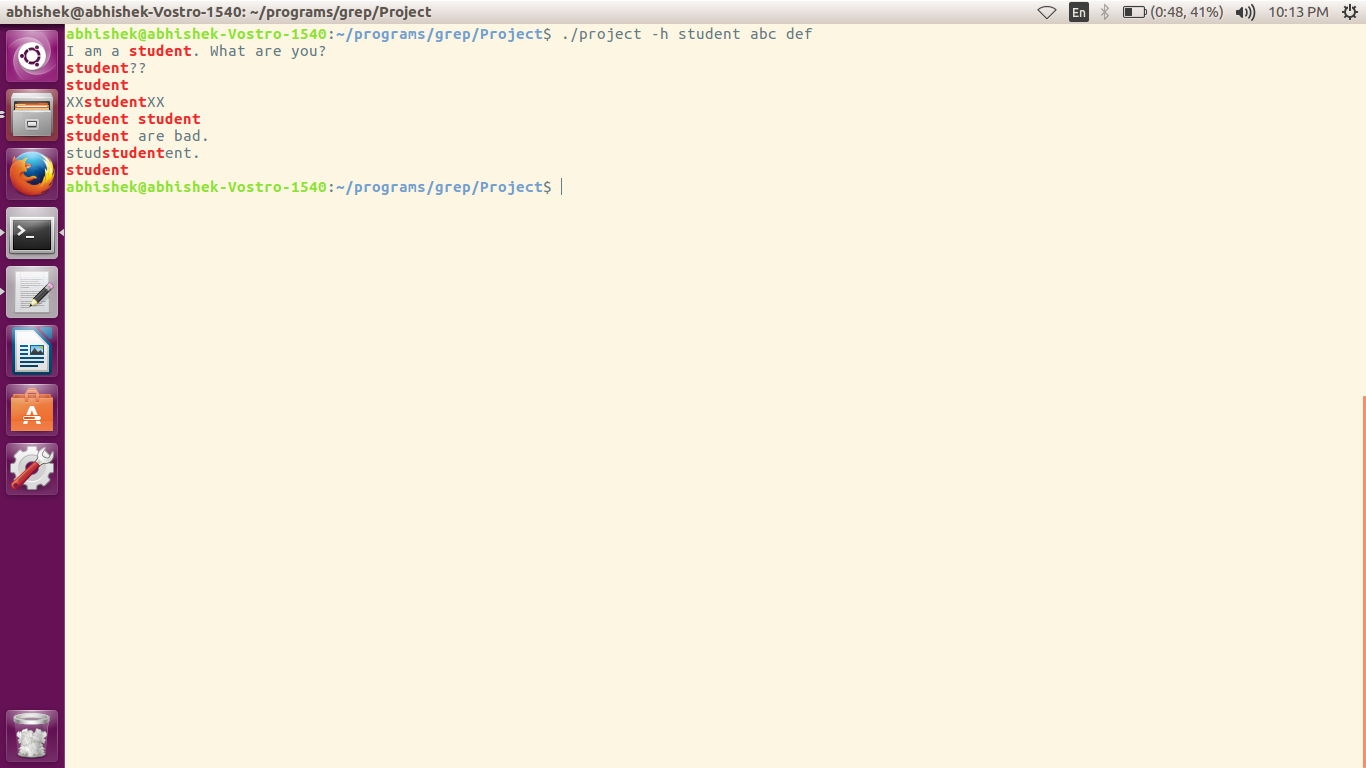 abhishek@abhishek-Vostro-1540: ~/programs/grep/Project
En
(0:48, 41%)
10:13 PM
abhishek@abhishek-Vostro-1540:~/programs/grep/Project$ ./project -h student abc def
I am a student. What are you?
student??
student
XXstudentXX
student student
student are bad.
studstudentent.
student
abhishek@abhishek-Vostro-1540:~/programs/grep/Project$